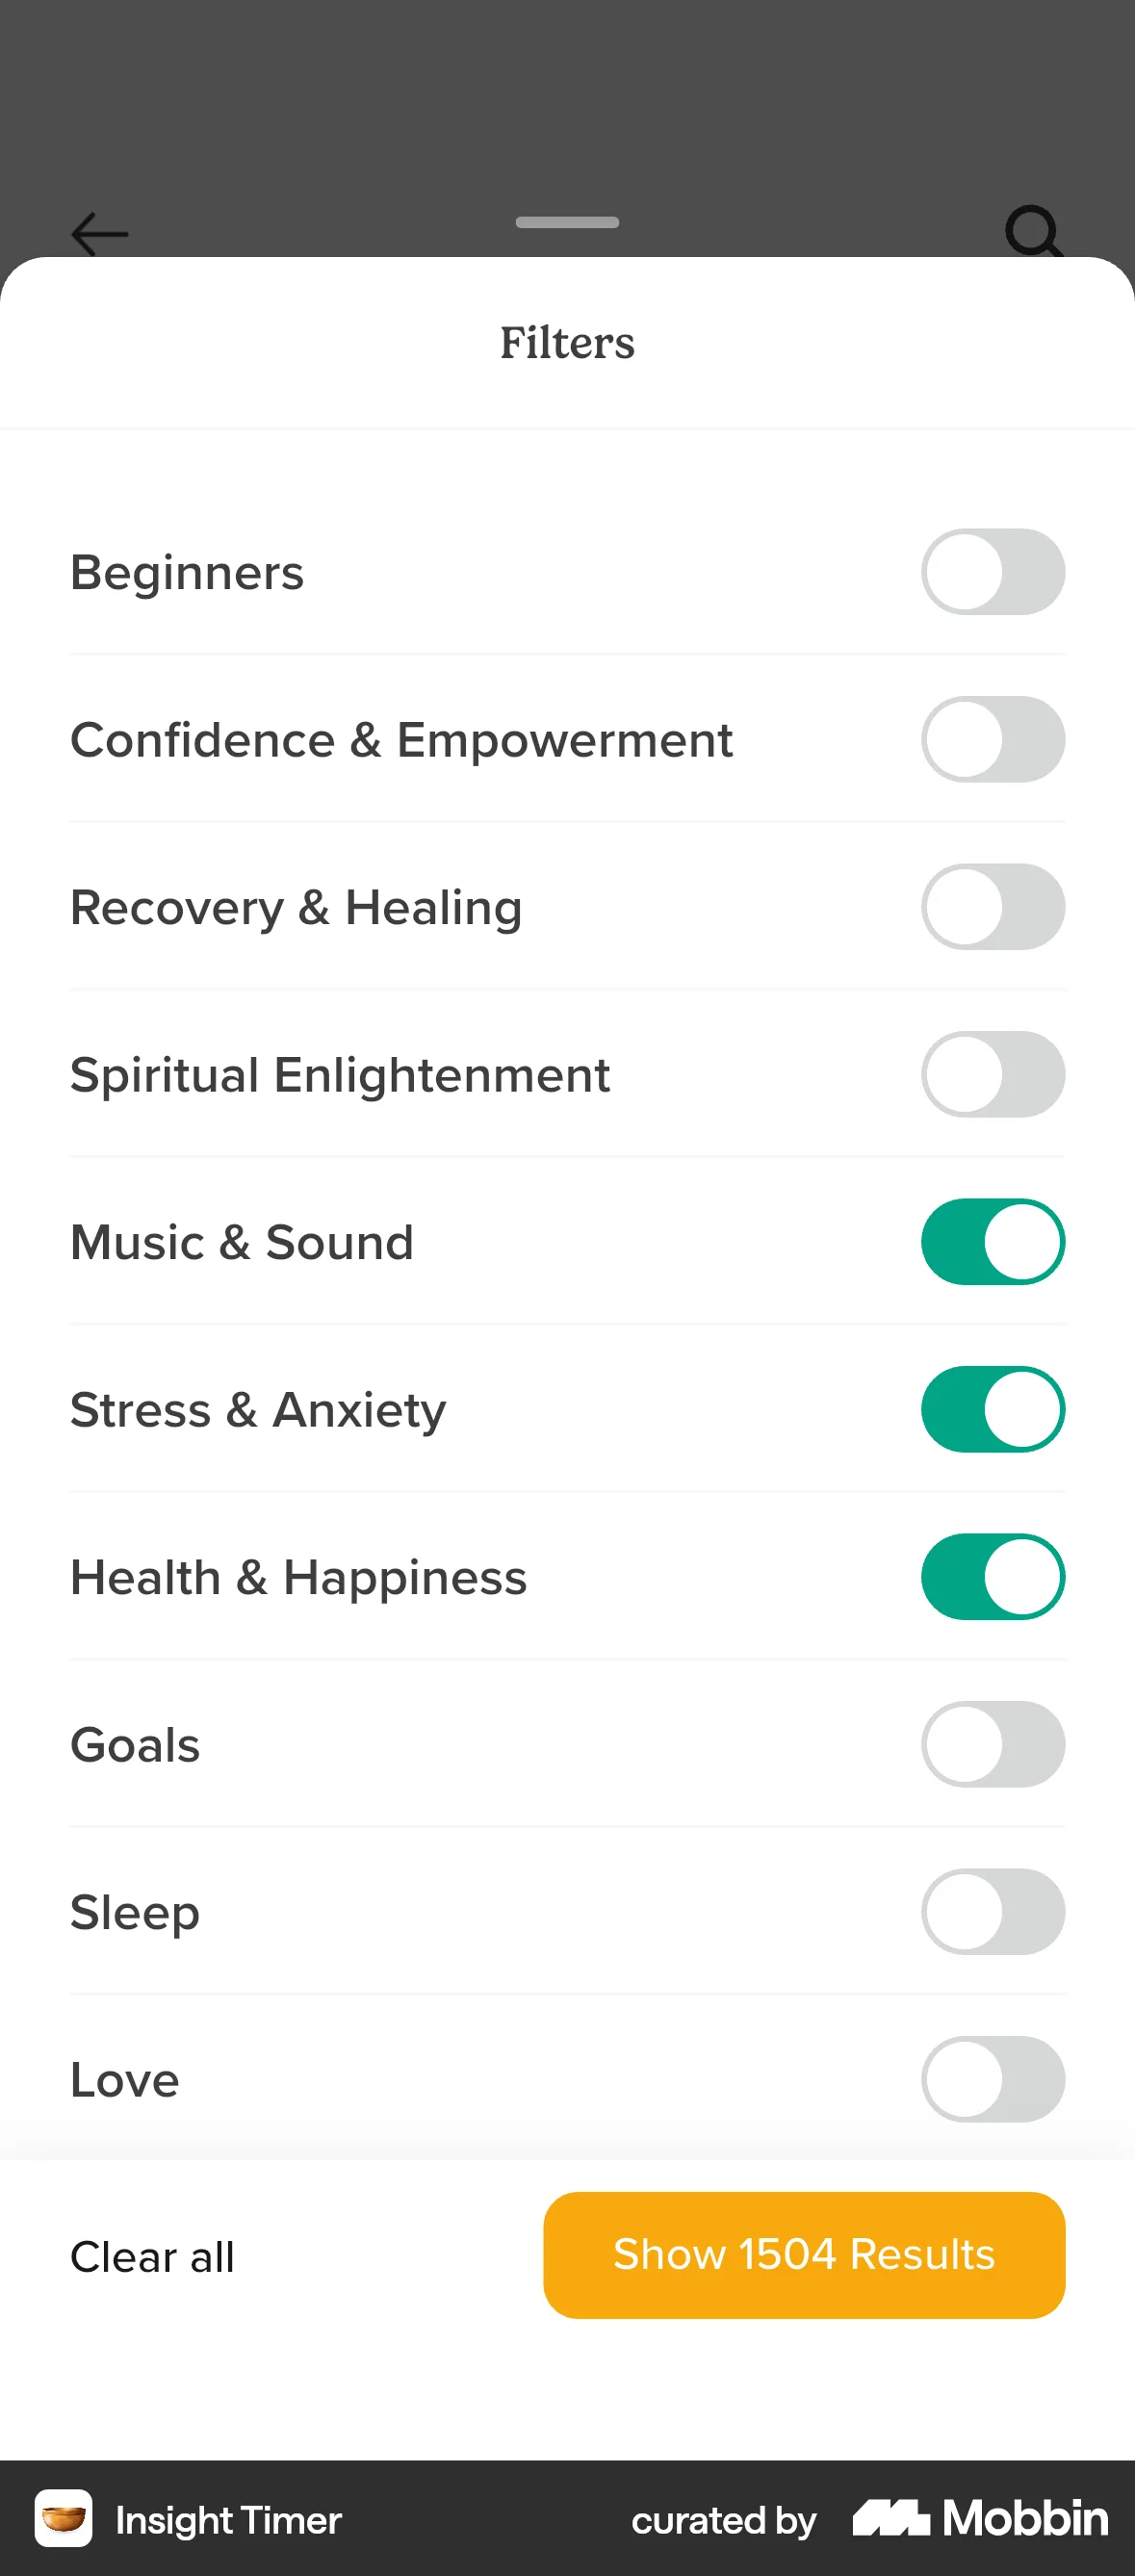 Filters
Beginners
Confidence & Empowerment
Recovery & Healing
Spiritual Enlightenment
Music & Sound
Stress & Anxiety
Health & Happiness
Goals
Sleep
Love
Clear all
Show 1504 Results
Insight Timer
curated by Mobbin